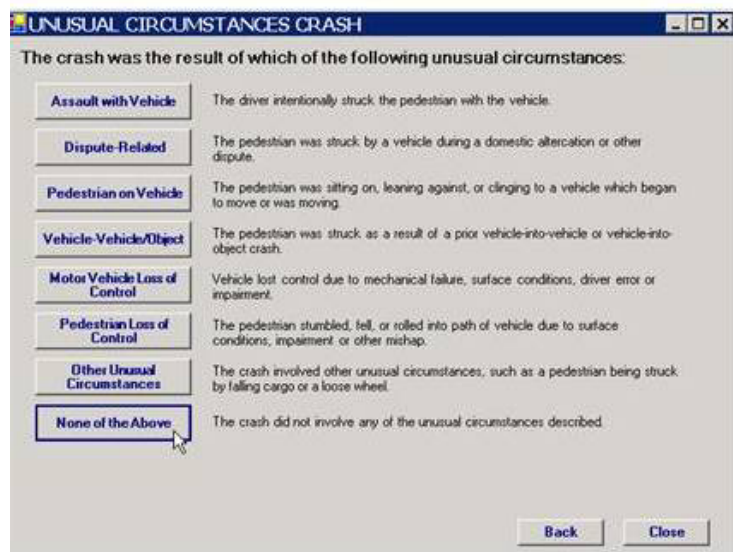 UNUSUAL CIRCUMSTANCES CRASH
The crash was the result of which of the following unusual circumstances:
Assault with Vehicle
The driver intentionally struck the pedestrian with the vehicle.
Dispute-Related
The pedestrian was struck by a vehicle during a domestic altercation or other
dispute.
Pedestrian on Vehicle
The pedestrian was sitting on, leaning against, or clinging to a vehicle which began
to move or was moving.
Vehicle-Vehicle/Object
The pedestrian was struck as a result of a prior vehicle-into-vehicle or vehicle-into-
object crash.
Motor Vehicle Loss of
Control
Vehicle lost control due to mechanical failure, surface conditions, driver error or
impairment.
Pedestrian Loss of
Control
The pedestrian stumbled, fell, or rolled into path of vehicle due to surface
conditions, impairment or other mishap.
Other Unusual
Circumstances
The crash involved other unusual circumstances, such as a pedestrian being struck
by falling cargo or a loose wheel.
None of the Above
The crash did not involve any of the unusual circumstances described.
Back
Close